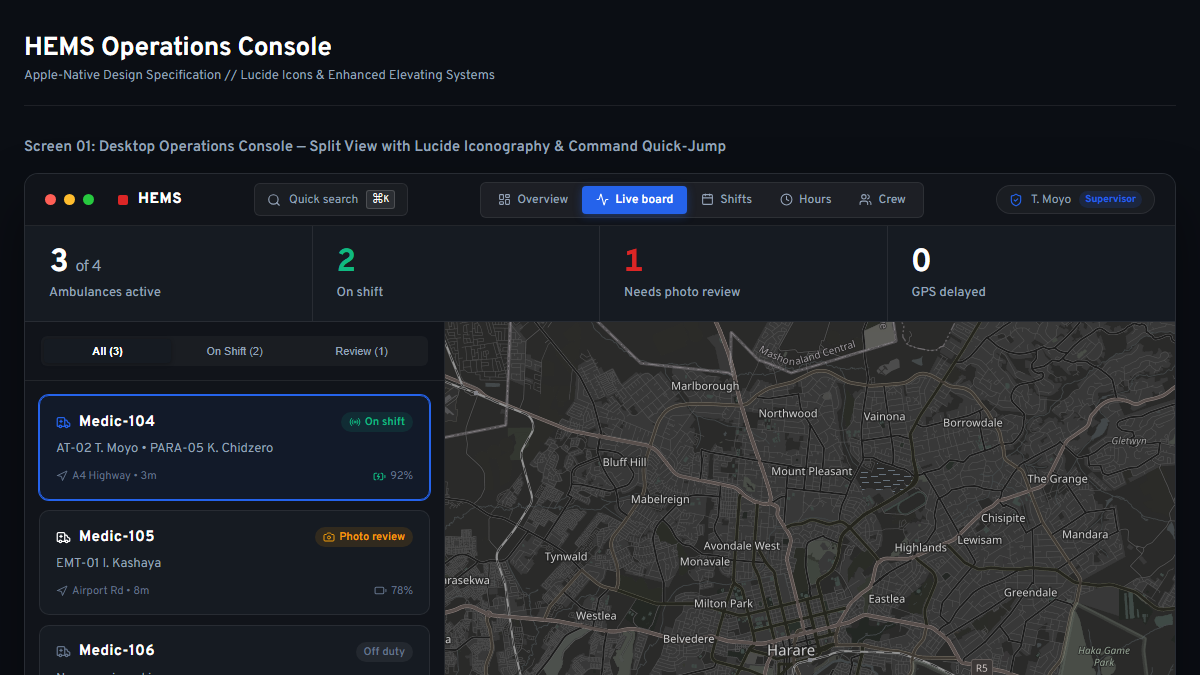 HEMS Operations Console
Apple-Native Design Specification // Lucide Icons & Enhanced Elevating Systems
Screen 01: Desktop Operations Console — Split View with Lucide Iconography & Command Quick-Jump
HEMS
Quick search ⌘K
Overview
Live board
Shifts
Hours
Crew
T. Moyo Supervisor
3 of 4
Ambulances active
2
On shift
1
Needs photo review
0
GPS delayed
All (3)
On Shift (2)
Review (1)
Medic-104
On shift
AT-02 T. Moyo • PARA-05 K. Chidzero
A4 Highway • 3m
92%
Medic-105
Photo review
EMT-01 I. Kashaya
Airport Rd • 8m
78%
Medic-106
Off duty
Mashonaland Central
Marlborough
Northwood
Vainona
Borrowdale
Gletwyn
Bluff Hill
Mount Pleasant
The Grange
Mabelreign
Chisipite
Mandara
Avondale West
Lewisam
Highlands
Tynwald
Monavale
arasekwa
Greendale
Milton Park
Eastlea
Westlea
Belvedere
a
Harare
Haka Game
Park
R5